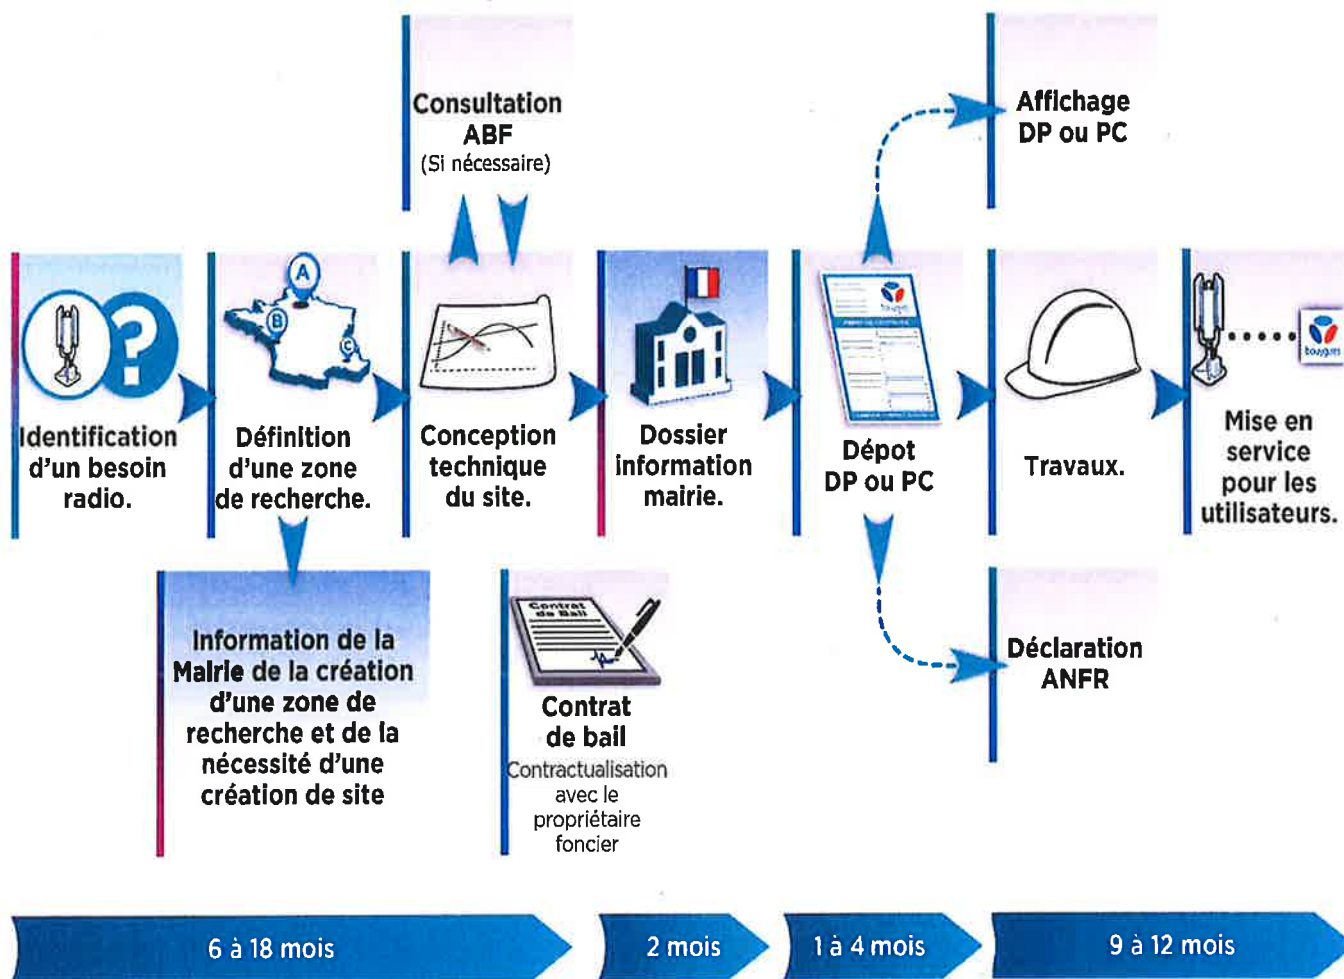 Consultation
ABF
(Si nécessaire)
Affichage
DP ou PC
A
B
C
Identification
d'un besoin
radio.
Définition
d'une zone
de recherche.
Conception
technique
du site.
Dossier
information
mairie.
Dépot
DP ou PC
Travaux.
Mise en
service
pour les
utilisateurs.
Information de la
Mairie de la création
d'une zone de
recherche et de la
nécessité d'une
création de site
Contrat
de Bail
Contrat
de bail
Contractualisation
avec le
propriétaire
foncier
Déclaration
ANFR
6 à 18 mois
2 mois
1 à 4 mois
9 à 12 mois